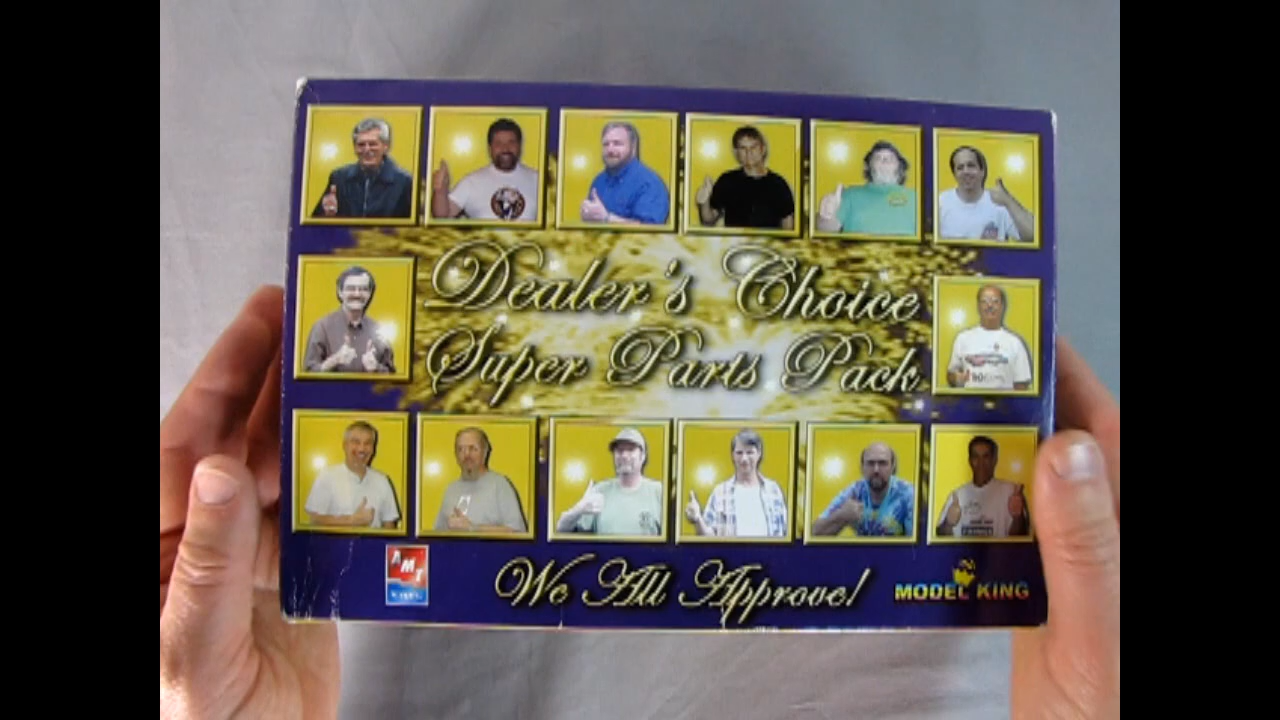 Dealer's Choice
Super Parts Pack
We All Approve!
AMT
MODEL KING